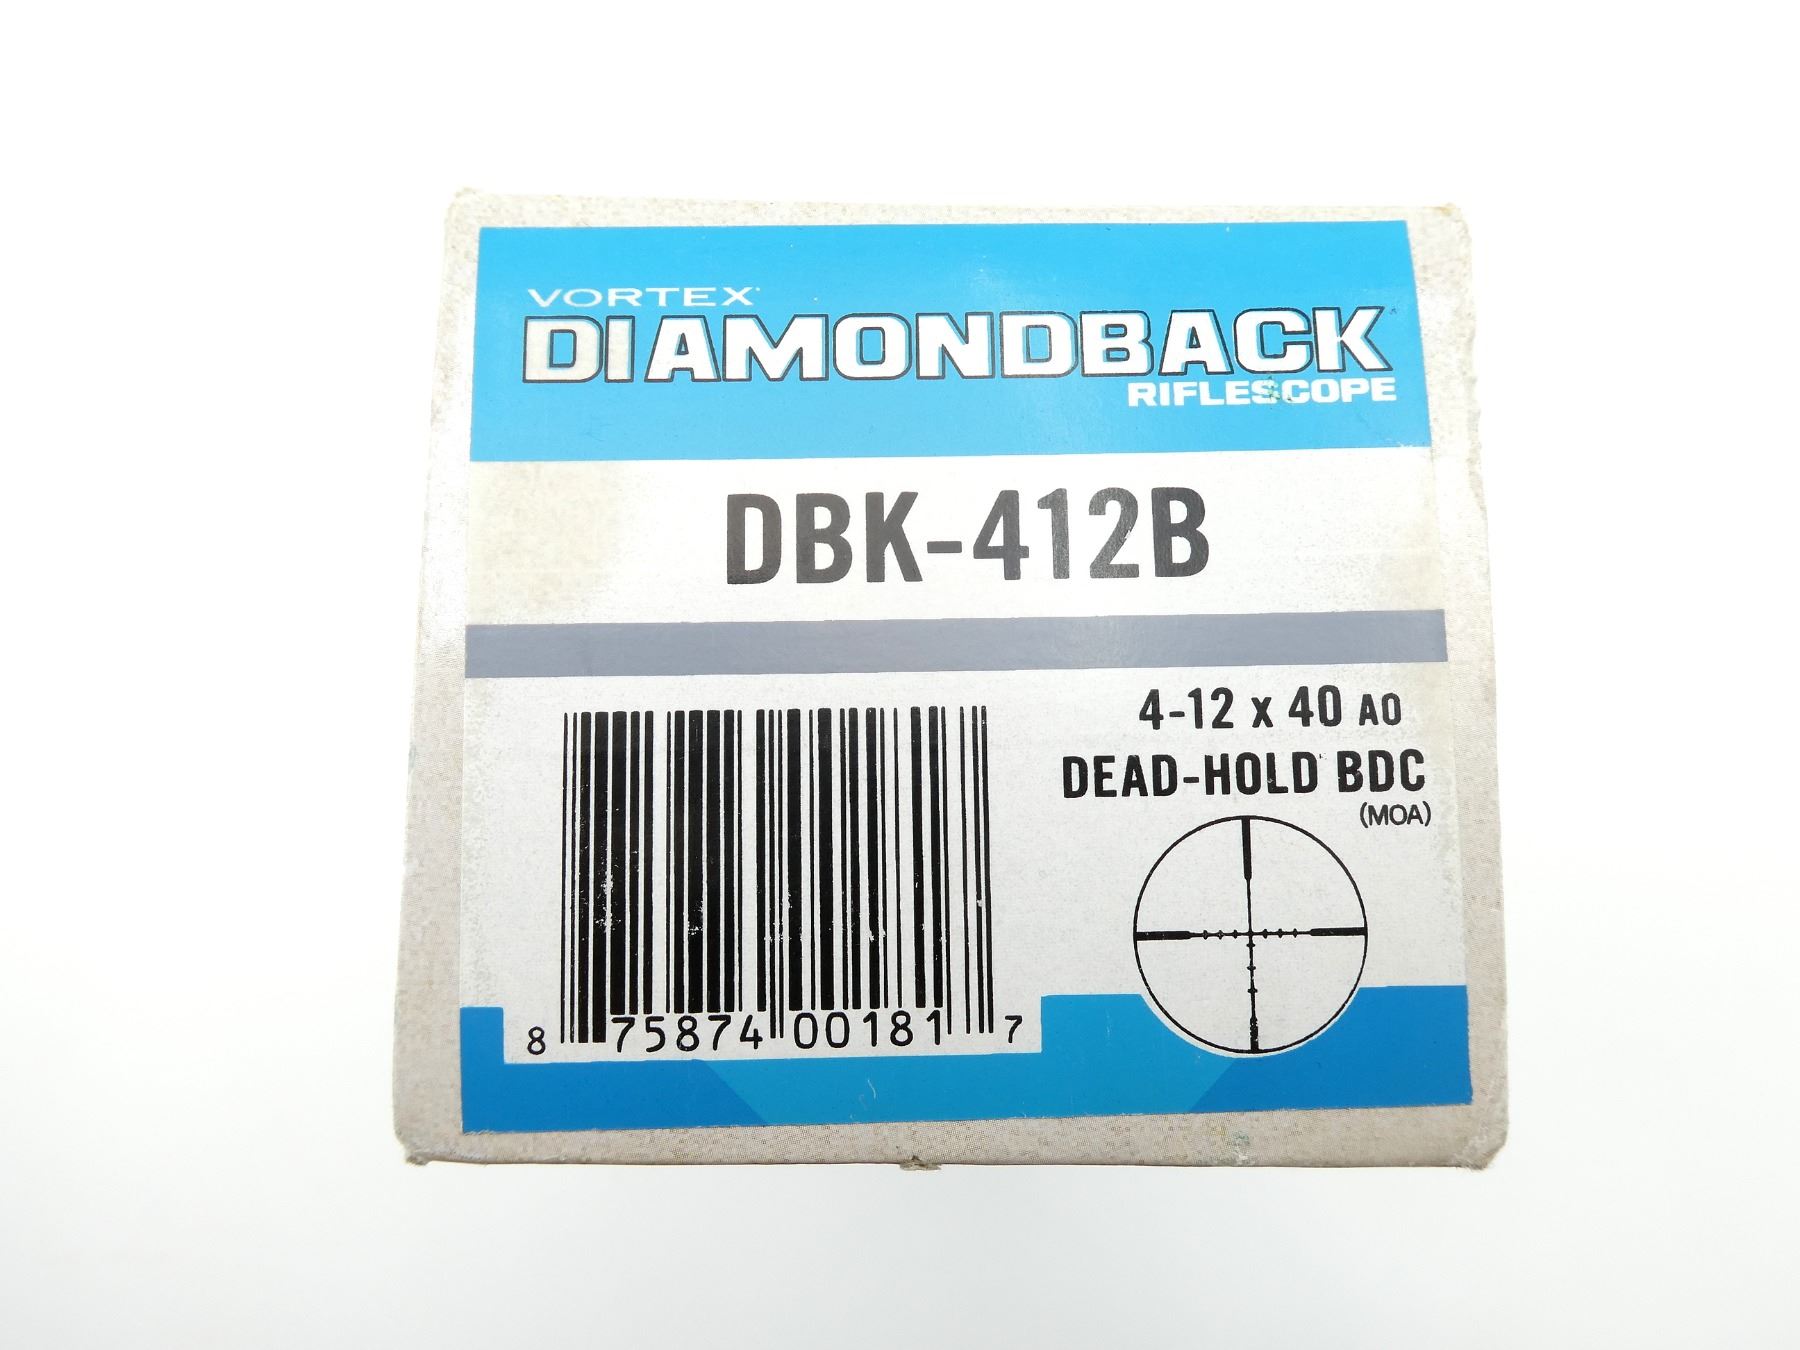 VORTEX
DIAMONDBACK
RIFLESCOPE
DBK-412B
4-12 x 40 AO
DEAD-HOLD BDC
(MOA)
8 75874 00181 7